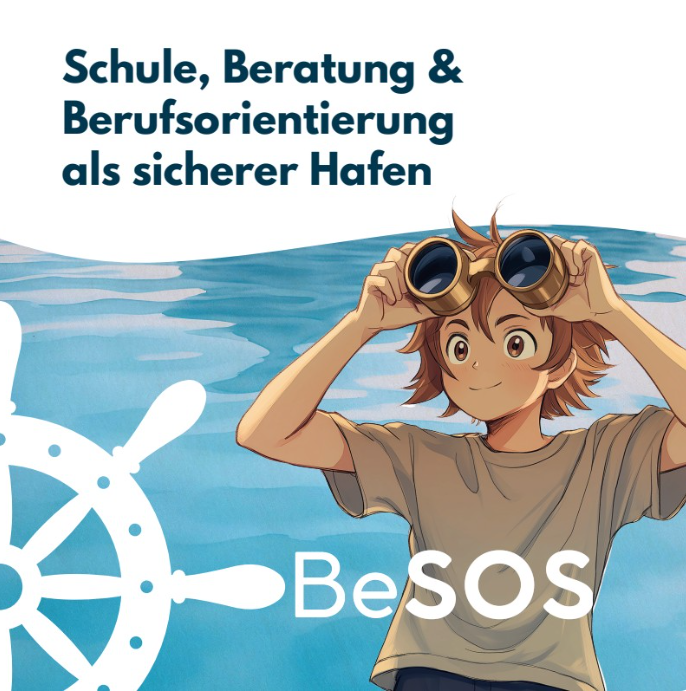 Schule, Beratung &
Berufsorientierung
als sicherer Hafen
BeSOS